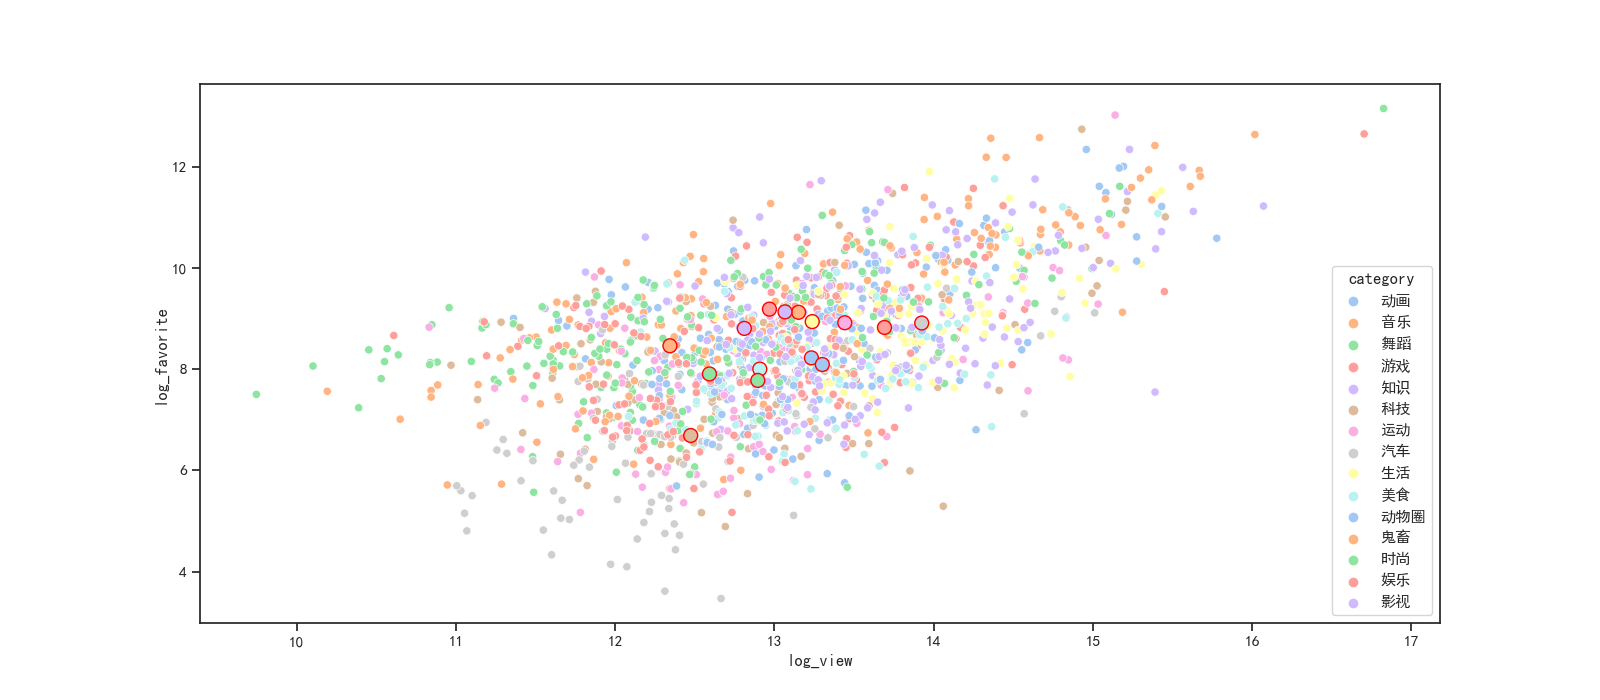 log_favorite
12
10
8
6
4
10 11 12 13 14 15 16 17
log_view
category
动画
音乐
舞蹈
游戏
知识
科技
运动
汽车
生活
美食
动物圈
鬼畜
时尚
娱乐
影视